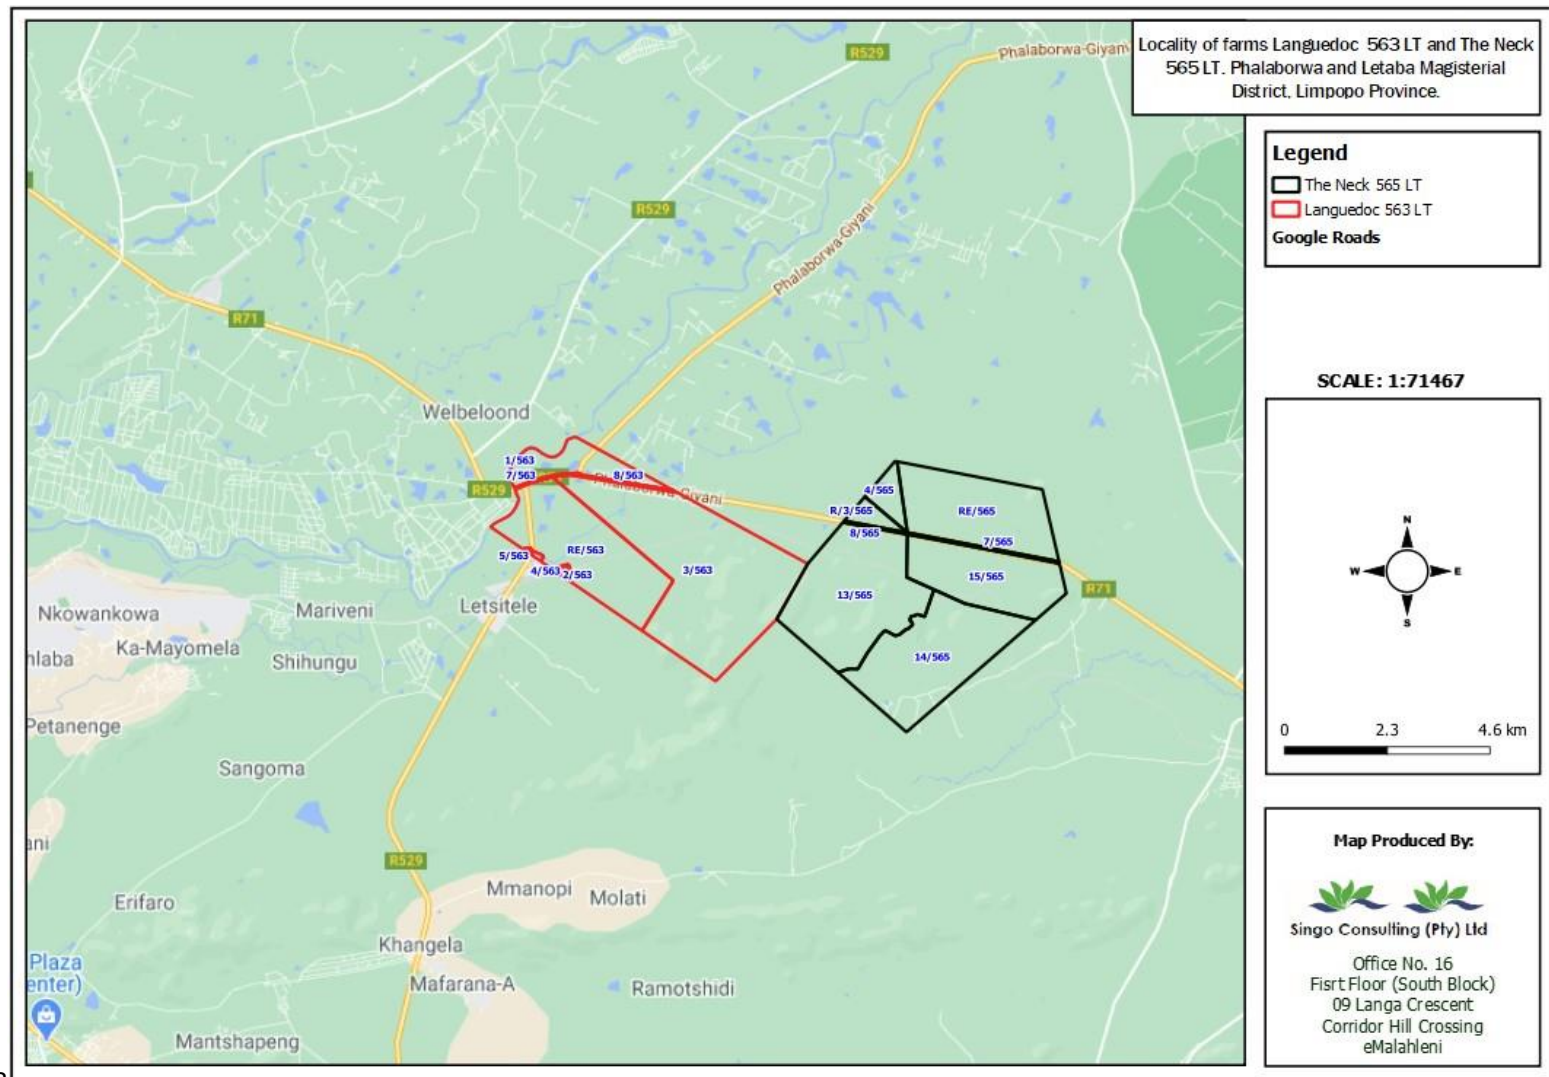 Locality of farms Languedoc 563 LT and The Neck
565 LT. Phalaborwa and Letaba Magisterial
District, Limpopo Province.
Legend
The Neck 565 LT
Languedoc 563 LT
Google Roads
SCALE: 1:71467
N
W
E
S
0 2.3 4.6 km
Map Produced By:
Singo Consulting (Pty) Ltd
Office No. 16
Fisrt Floor (South Block)
09 Langa Crescent
Corridor Hill Crossing
eMalahleni
R529
Phalaborwa-Giyani
R529
Phalaborwa-Giyani
R71
Welbeloond
1/563
7/563
8/563
R529
Phalaborwa-Giyani
4/565
R/3/565
RE/565
8/565
7/565
5/563
RE/563
4/563
2/563
3/563
15/565
13/565
R71
14/565
Nkowankowa
Mariveni
Letsitele
Ka-Mayomela
hlaba
Shihungu
Petanenge
Sangoma
ani
R529
Mmanopi
Molati
Erifaro
Khangela
Plaza
enter)
Mafarana-A
Ramotshidi
Mantshapeng